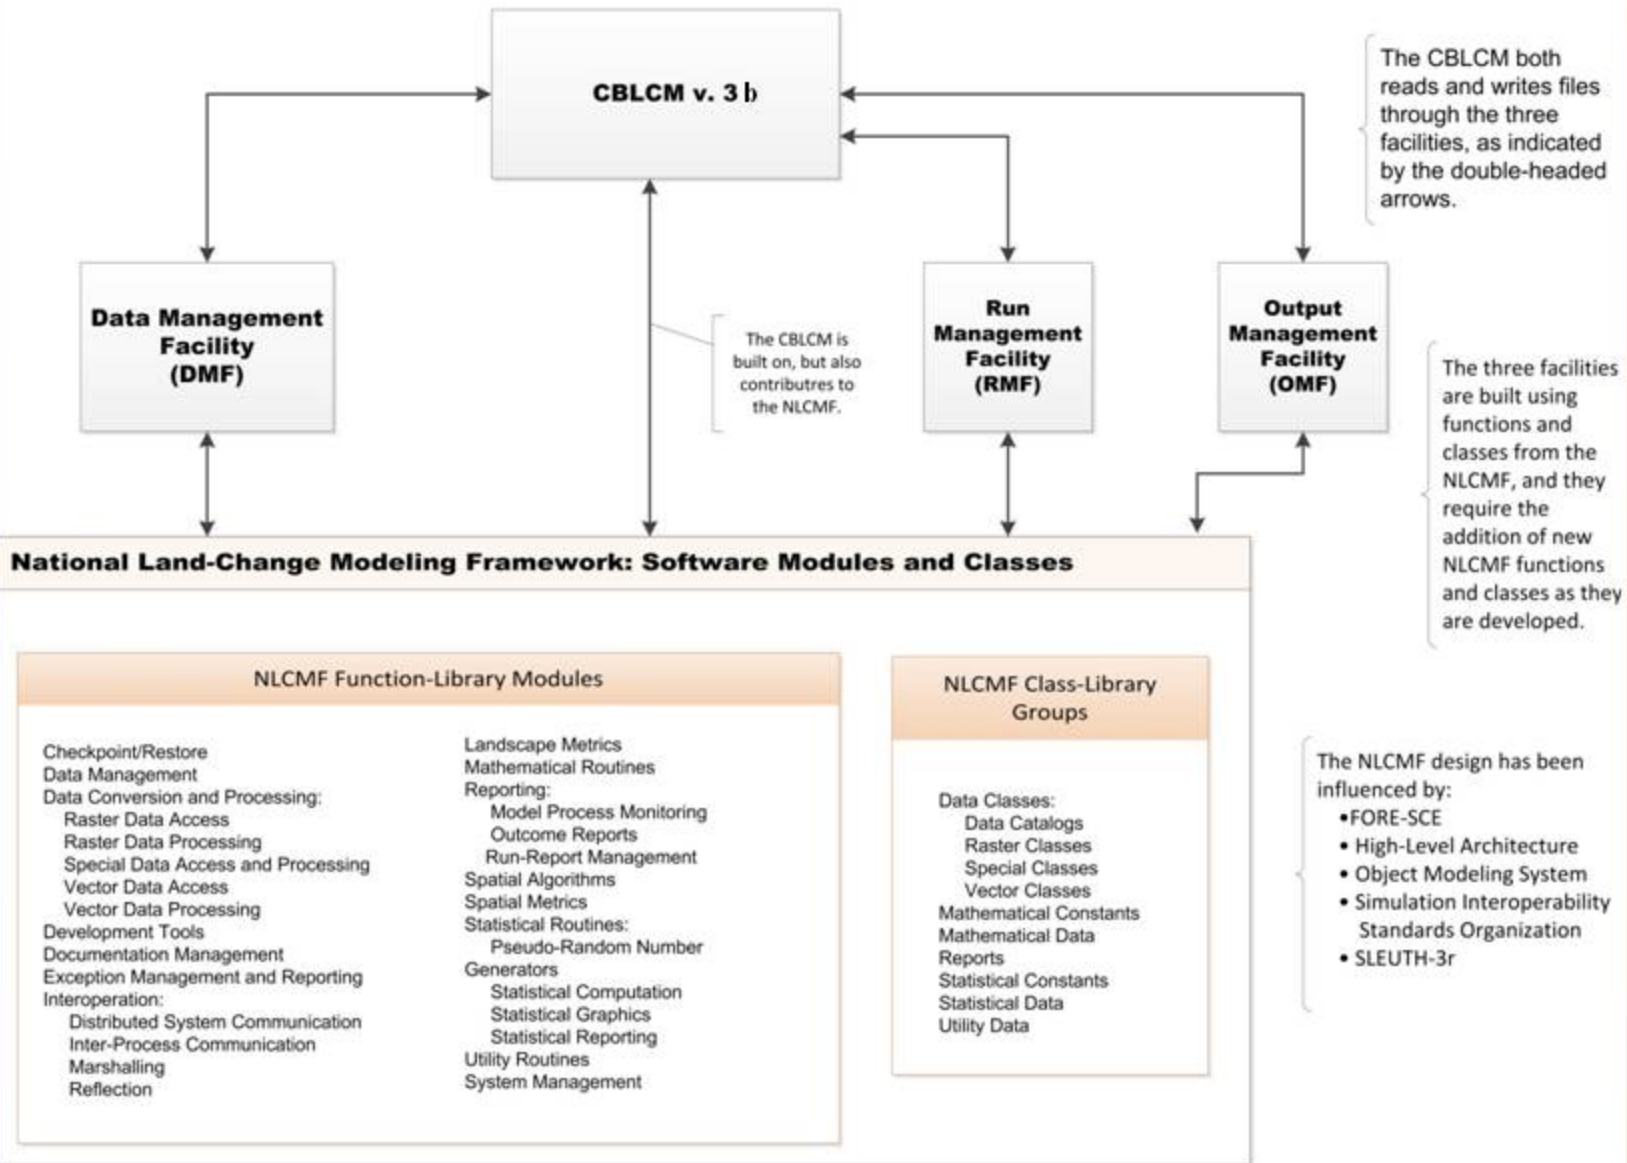 CBLCM v. 3b
The CBLCM both
reads and writes files
through the three
facilities, as indicated
by the double-headed
arrows.
Data Management
Facility
(DMF)
The CBLCM is
built on, but also
contributres to
the NLCMF.
Run
Management
Facility
(RMF)
Output
Management
Facility
(OMF)
The three facilities
are built using
functions and
classes from the
NLCMF, and they
require the
addition of new
NLCMF functions
and classes as they
are developed.
National Land-Change Modeling Framework: Software Modules and Classes
NLCMF Function-Library Modules
Checkpoint/Restore
Data Management
Data Conversion and Processing:
Raster Data Access
Raster Data Processing
Special Data Access and Processing
Vector Data Access
Vector Data Processing
Development Tools
Documentation Management
Exception Management and Reporting
Interoperation:
Distributed System Communication
Inter-Process Communication
Marshalling
Reflection
Landscape Metrics
Mathematical Routines
Reporting:
Model Process Monitoring
Outcome Reports
Run-Report Management
Spatial Algorithms
Spatial Metrics
Statistical Routines:
Pseudo-Random Number
Generators
Statistical Computation
Statistical Graphics
Statistical Reporting
Utility Routines
System Management
NLCMF Class-Library
Groups
Data Classes:
Data Catalogs
Raster Classes
Special Classes
Vector Classes
Mathematical Constants
Mathematical Data
Reports
Statistical Constants
Statistical Data
Utility Data
The NLCMF design has been
influenced by:
•FORE-SCE
• High-Level Architecture
• Object Modeling System
• Simulation Interoperability
Standards Organization
• SLEUTH-3r